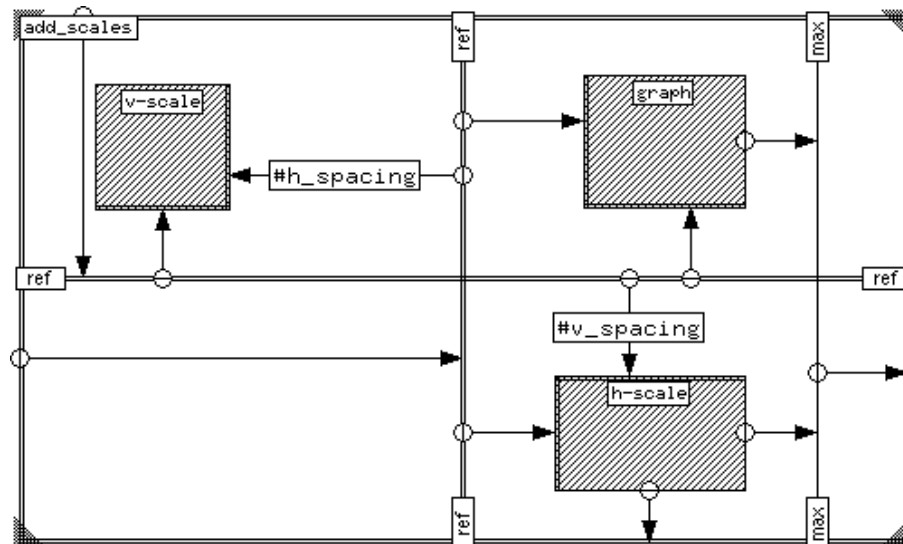 add_scales
ref
max
v-scale
graph
#h_spacing
ref
ref
#v_spacing
h-scale
ref
max